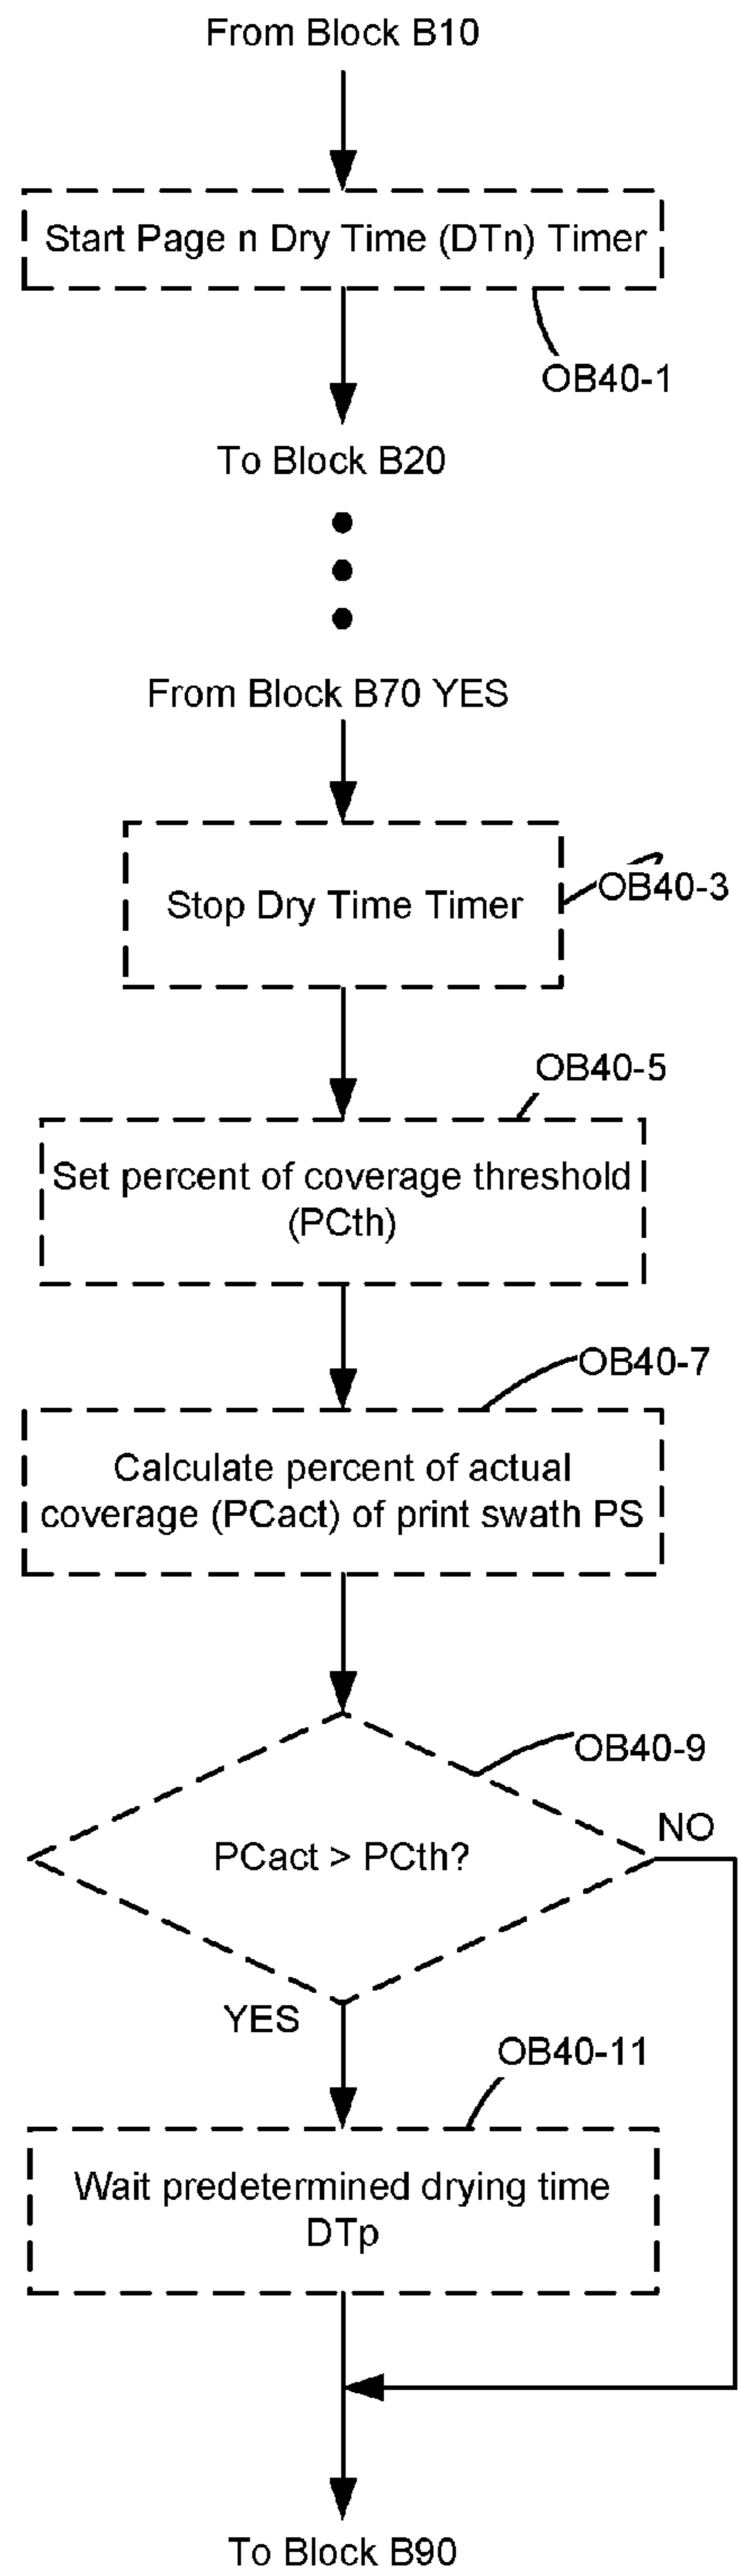 From Block B10
Start Page n Dry Time (DTn) Timer
OB40-1
To Block B20
From Block B70 YES
Stop Dry Time Timer
OB40-3
OB40-5
Set percent of coverage threshold
(PCth)
OB40-7
Calculate percent of actual
coverage (PCact) of print swath PS
OB40-9
PCact > PCth?
NO
YES
OB40-11
Wait predetermined drying time
DTp
To Block B90